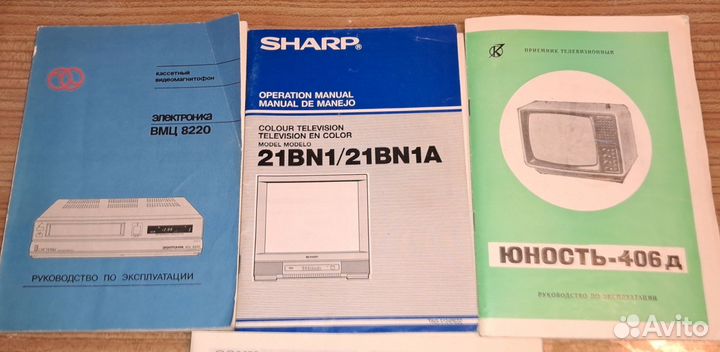 кассетный
видеомагнитофон
электроника
ВМЦ 8220
РУКОВОДСТВО ПО ЭКСПЛУАТАЦИИ
SHARP®
OPERATION MANUAL
MANUAL DE MANEJO
COLOUR TELEVISION
TELEVISION EN COLOR
MODEL MODELO
21BN1/21BN1A
SHARP
ПРИЕМНИК ТЕЛЕВИЗИОННЫЙ
ЮНОСТЬ-406д
РУКОВОДСТВО ПО ЭКСПЛУАТАЦИИ
Avito